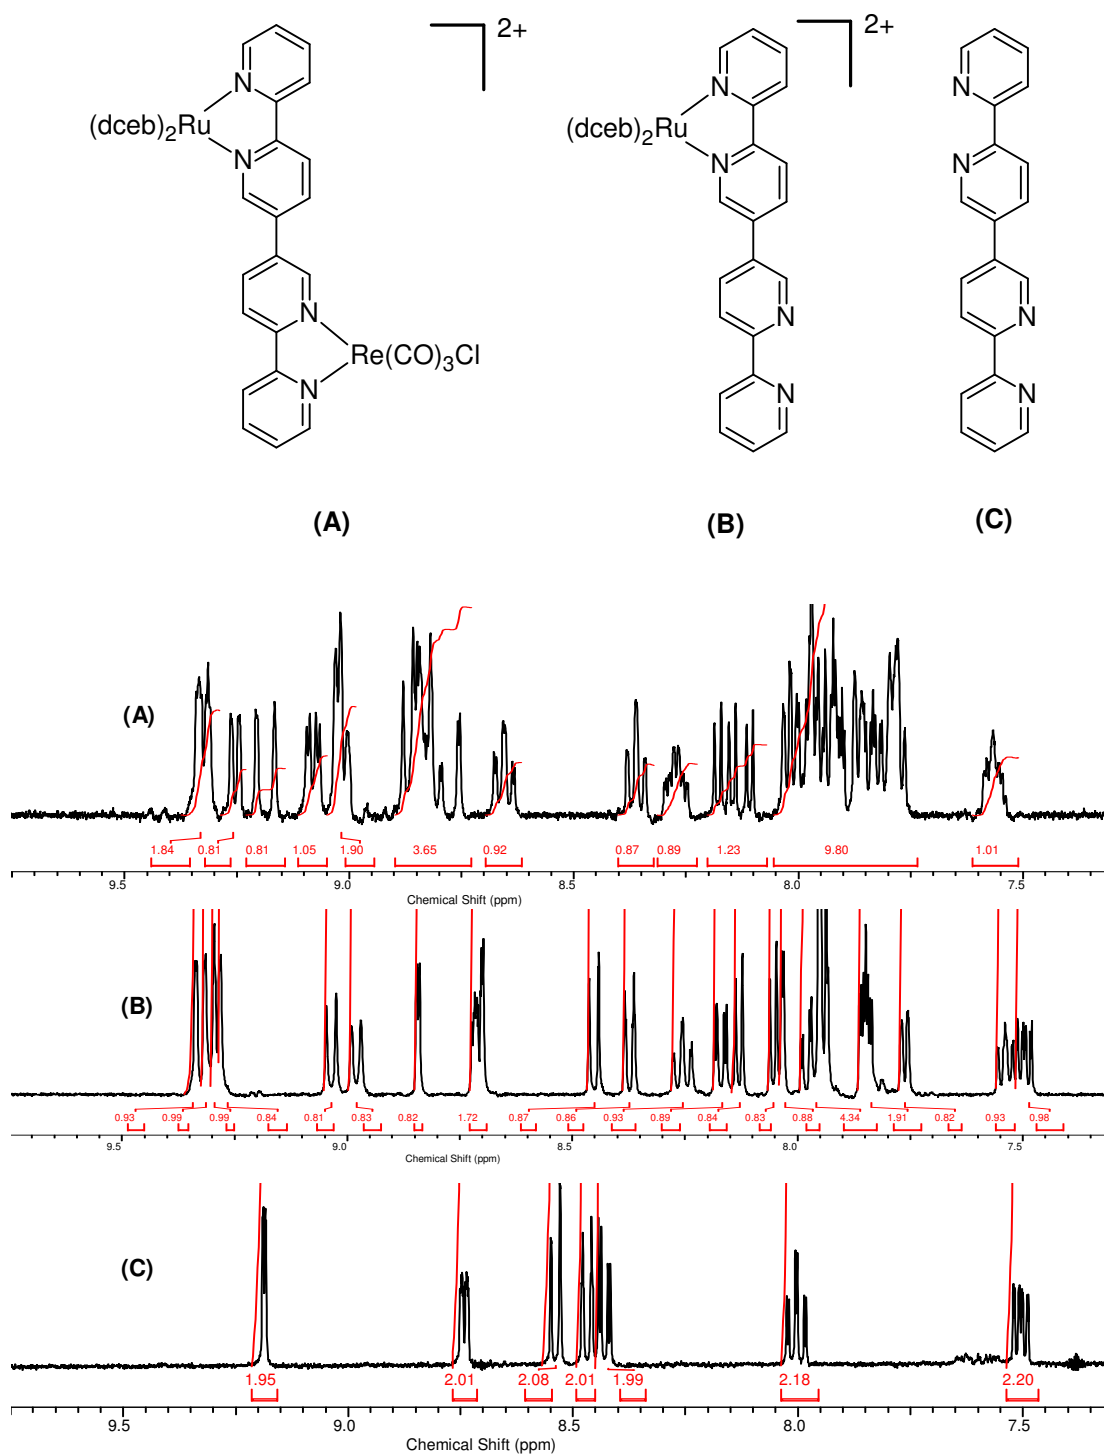 2+
2+
N
N
(dceb)2Ru
N
N
Re(CO)3Cl
N
N
(dceb)2Ru
N
N
N
N
N
N
(A)
(B)
(C)
(A)
1.84 0.81 0.81 1.05 1.90 3.65 0.92 0.87 0.89 1.23 9.80 1.01
9.5 9.0 8.5 8.0 7.5
Chemical Shift (ppm)
(B)
0.93 0.99 0.99 0.84 0.81 0.83 0.82 1.72 0.87 0.86 0.93 0.89 0.84 0.83 0.88 4.34 1.91 0.82 0.93 0.98
9.5 9.0 8.5 8.0 7.5
Chemical Shift (ppm)
(C)
1.95 2.01 2.08 2.01 1.99 2.18 2.20
9.5 9.0 8.5 8.0 7.5
Chemical Shift (ppm)